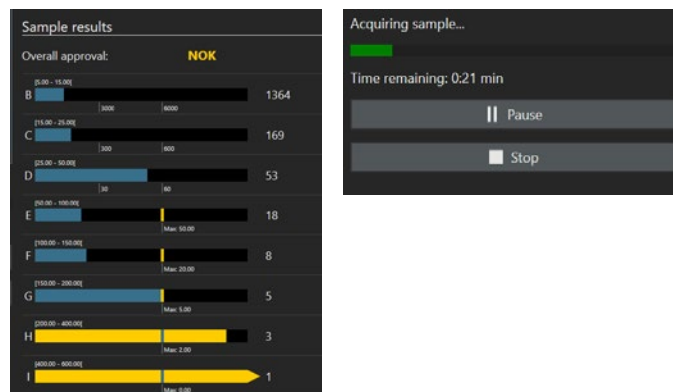 Sample results
Overall approval: NOK
[5.00 - 15.00[
B 1364
3000 6000
[15.00 - 25.00[
C 169
300 600
[25.00 - 50.00[
D 53
30 60
[50.00 - 100.00[
E 18
Max: 50.00
[100.00 - 150.00[
F 8
Max: 20.00
[150.00 - 200.00[
G 5
Max: 5.00
[200.00 - 400.00[
H 3
Max: 2.00
[400.00 - 600.00[
I 1
Max: 0.00
Acquiring sample...
Time remaining: 0:21 min
Pause
Stop